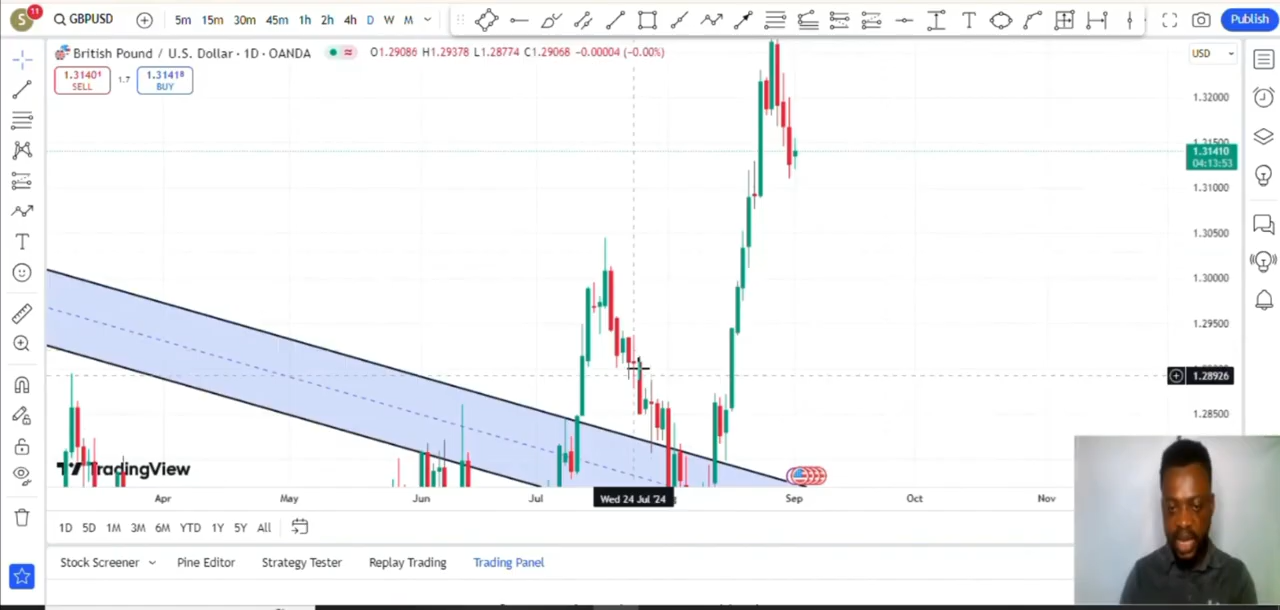 S 11 GBPUSD 5m 15m 30m 45m 1h 2h 4h D W M Publish
British Pound / U.S. Dollar · 1D · OANDA O1.29086 H1.29378 L1.28774 C1.29068 −0.00004 (−0.00%) USD
1.31401 1.7 1.31418
SELL BUY
1.32000
1.31410
04:13:53
1.31000
1.30500
1.30000
1.29500
1.28926
1.28500
TradingView
Apr May Jun Jul Wed 24 Jul '24 Sep Oct Nov
1D 5D 1M 3M 6M YTD 1Y 5Y All
Stock Screener Pine Editor Strategy Tester Replay Trading Trading Panel